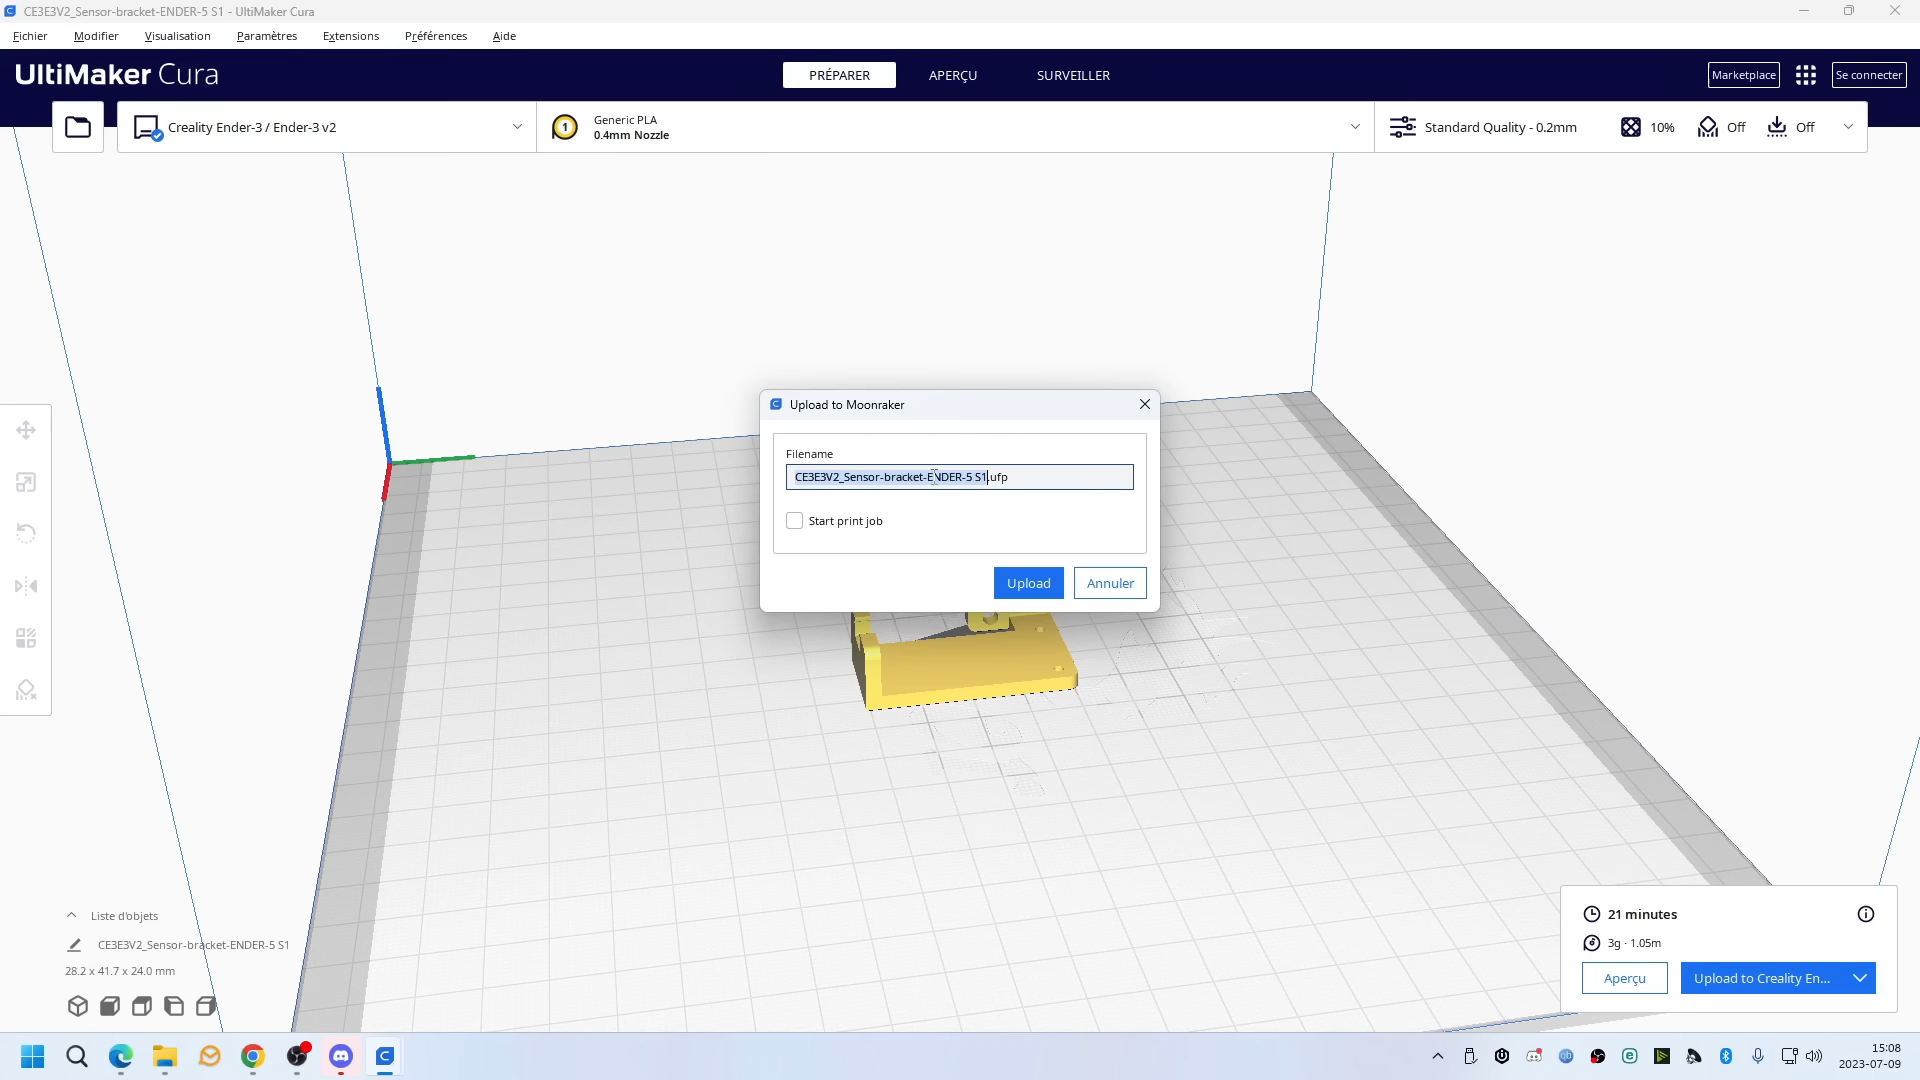 CE3E3V2_Sensor-bracket-ENDER-5 S1 - UltiMaker Cura
Fichier Modifier Visualisation Paramètres Extensions Préférences Aide
UltiMaker Cura
PRÉPARER APERÇU SURVEILLER
Marketplace Se connecter
Creality Ender-3 / Ender-3 v2
1
Generic PLA
0.4mm Nozzle
Standard Quality - 0.2mm 10% Off Off
Upload to Moonraker
Filename
CE3E3V2_Sensor-bracket-ENDER-5 S1.ufp
Start print job
Upload Annuler
Liste d'objets
CE3E3V2_Sensor-bracket-ENDER-5 S1
28.2 x 41.7 x 24.0 mm
21 minutes
3g · 1.05m
Aperçu Upload to Creality En...
15:08
2023-07-09